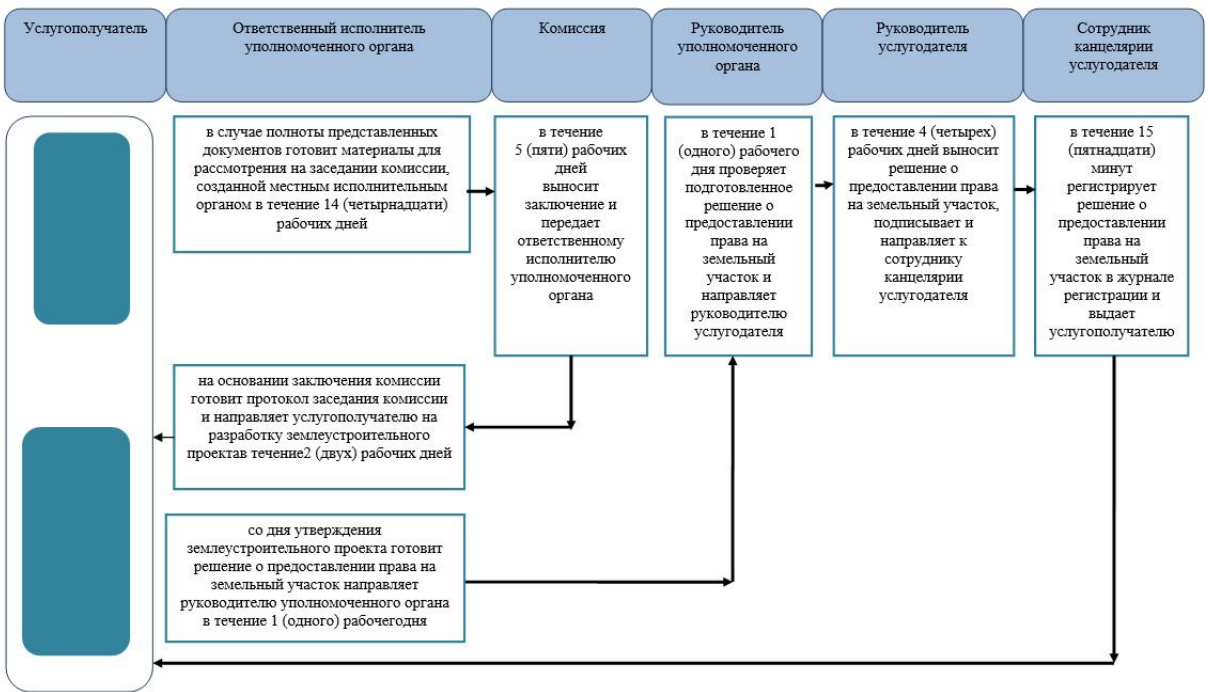 Услугополучатель
Ответственный исполнитель
уполномоченного органа
Комиссия
Руководитель
уполномоченного
органа
Руководитель
услугодателя
Сотрудник
канцелярии
услугодателя
в случае полноты представленных
документов готовит материалы для
рассмотрения на заседании комиссии,
созданной местным исполнительным
органом в течение 14 (четырнадцати)
рабочих дней
в течение
5 (пяти) рабочих
дней
выносит
заключение и
передает
ответственному
исполнителю
уполномоченного
органа
в течение 1
(одного) рабочего
дня проверяет
подготовленное
решение о
предоставлении
права на
земельный
участок и
направляет
руководителю
услугодателя
в течение 4 (четырех)
рабочих дней выносит
решение о
предоставлении права
на земельный участок,
подписывает и
направляет к
сотруднику
канцелярии
услугодателя
в течение 15
(пятнадцати)
минут
регистрирует
решение о
предоставлении
права на
земельный
участок в журнале
регистрации и
выдает
услугополучателю
на основании заключения комиссии
готовит протокол заседания комиссии
и направляет услугополучателю на
разработку землеустроительного
проектав течение2 (двух) рабочих дней
со дня утверждения
землеустроительного проекта готовит
решение о предоставлении права на
земельный участок направляет
руководителю уполномоченного органа
в течение 1 (одного) рабочегодня